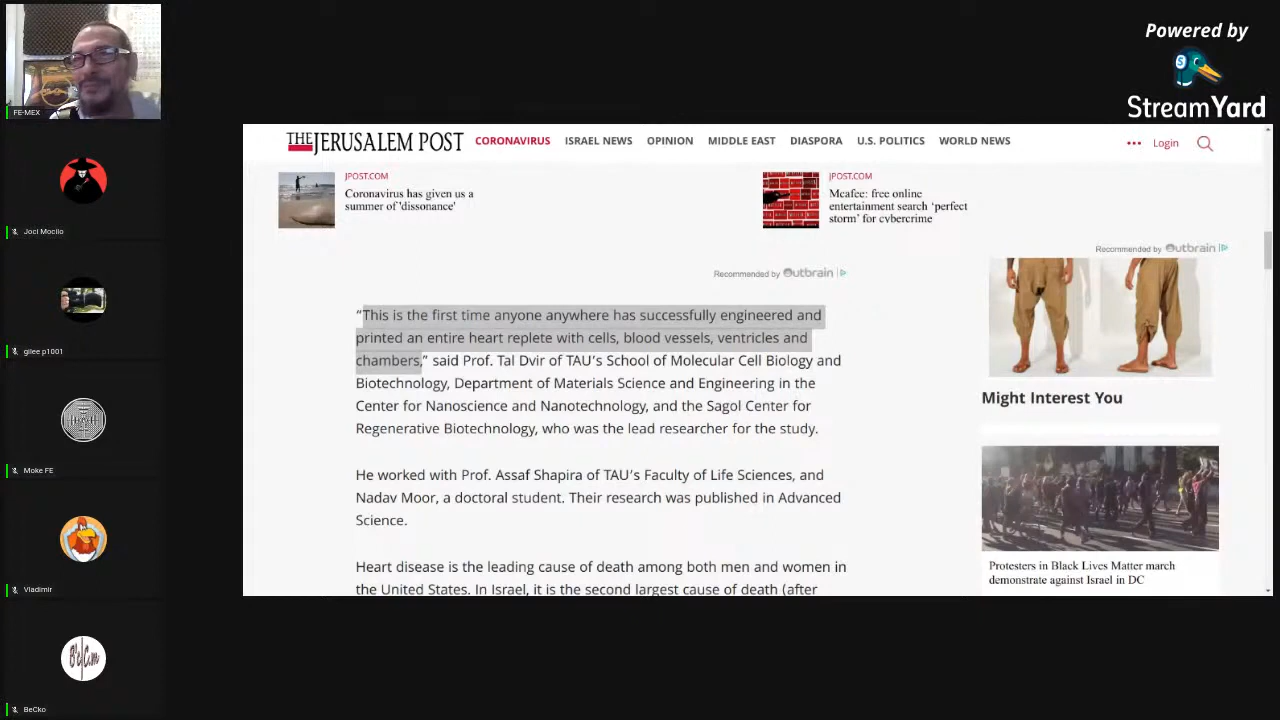 Powered by
StreamYard
FE-MEX
Joci Mocilo
gilee p1001
Moke FE
Vladimir
BeCko
THE JERUSALEM POST
CORONAVIRUS ISRAEL NEWS OPINION MIDDLE EAST DIASPORA U.S. POLITICS WORLD NEWS
Login
JPOST.COM
Coronavirus has given us a
summer of 'dissonance'
JPOST.COM
Mcafee: free online
entertainment search ‘perfect
storm’ for cybercrime
Recommended by Outbrain
Recommended by Outbrain
“This is the first time anyone anywhere has successfully engineered and
printed an entire heart replete with cells, blood vessels, ventricles and
chambers,” said Prof. Tal Dvir of TAU’s School of Molecular Cell Biology and
Biotechnology, Department of Materials Science and Engineering in the
Center for Nanoscience and Nanotechnology, and the Sagol Center for
Regenerative Biotechnology, who was the lead researcher for the study.
He worked with Prof. Assaf Shapira of TAU’s Faculty of Life Sciences, and
Nadav Moor, a doctoral student. Their research was published in Advanced
Science.
Heart disease is the leading cause of death among both men and women in
the United States. In Israel, it is the second largest cause of death (after
Might Interest You
Protesters in Black Lives Matter march
demonstrate against Israel in DC